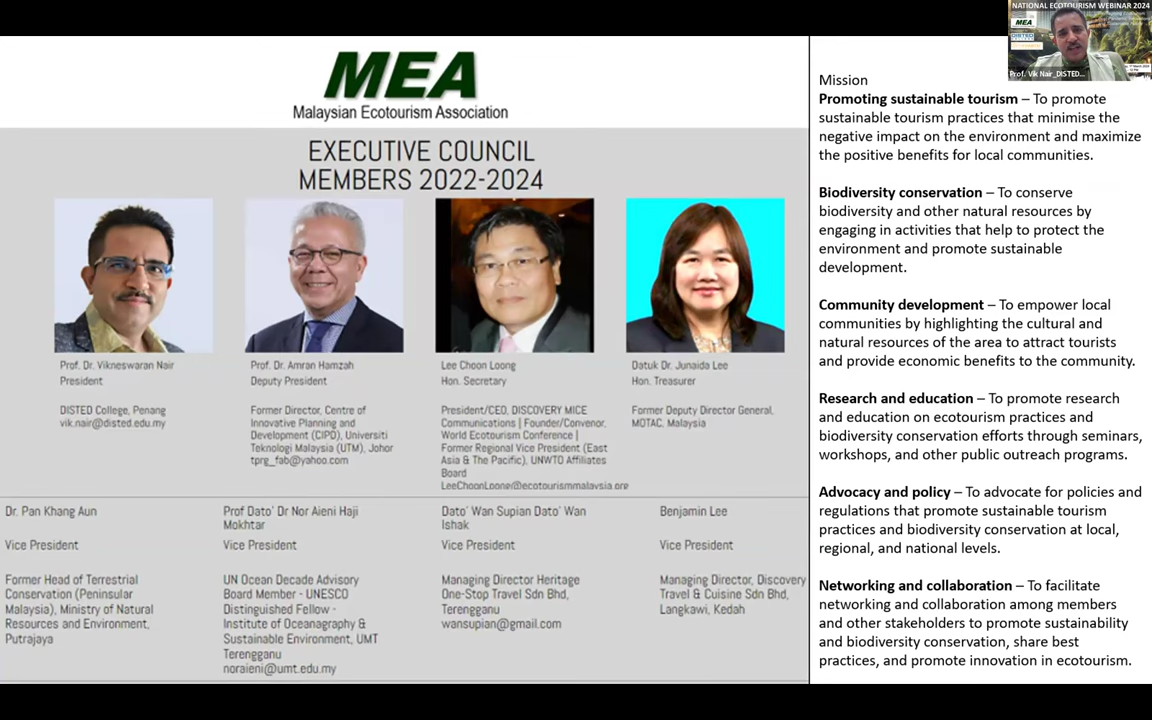 NATIONAL ECOTOURISM WEBINAR 2024
MEA
DISTED
Prof. Vik Nair_DISTED...
MEA
Malaysian Ecotourism Association
EXECUTIVE COUNCIL
MEMBERS 2022-2024
Prof. Dr. Vikneswaran Nair
President
DISTED College, Penang
vik.nair@disted.edu.my
Prof. Dr. Amran Hamzah
Deputy President
Former Director, Centre of
Innovative Planning and
Development (CIPD), Universiti
Teknologi Malaysia (UTM), Johor
tprg_fab@yahoo.com
Lee Choon Loong
Hon. Secretary
President/CEO, DISCOVERY MICE
Communications | Founder/Convenor,
World Ecotourism Conference |
Former Regional Vice President (East
Asia & The Pacific), UNWTO Affiliates
Board
LeeChoonLoong@ecotourismmalaysia.org
Datuk Dr. Junaida Lee
Hon. Treasurer
Former Deputy Director General,
MOTAC, Malaysia
Dr. Pan Khang Aun
Vice President
Former Head of Terrestrial
Conservation (Peninsular
Malaysia), Ministry of Natural
Resources and Environment,
Putrajaya
Prof Dato' Dr Nor Aieni Haji
Mokhtar
Vice President
UN Ocean Decade Advisory
Board Member - UNESCO
Distinguished Fellow -
Institute of Oceanagraphy &
Sustainable Environment, UMT
Terengganu
noraieni@umt.edu.my
Dato' Wan Supian Dato' Wan
Ishak
Vice President
Managing Director Heritage
One-Stop Travel Sdn Bhd,
Terengganu
wansupian@gmail.com
Benjamin Lee
Vice President
Managing Director, Discovery
Travel & Cuisine Sdn Bhd,
Langkawi, Kedah
Mission
Promoting sustainable tourism – To promote
sustainable tourism practices that minimise the
negative impact on the environment and maximize
the positive benefits for local communities.
Biodiversity conservation – To conserve
biodiversity and other natural resources by
engaging in activities that help to protect the
environment and promote sustainable
development.
Community development – To empower local
communities by highlighting the cultural and
natural resources of the area to attract tourists
and provide economic benefits to the community.
Research and education – To promote research
and education on ecotourism practices and
biodiversity conservation efforts through seminars,
workshops, and other public outreach programs.
Advocacy and policy – To advocate for policies and
regulations that promote sustainable tourism
practices and biodiversity conservation at local,
regional, and national levels.
Networking and collaboration – To facilitate
networking and collaboration among members
and other stakeholders to promote sustainability
and biodiversity conservation, share best
practices, and promote innovation in ecotourism.